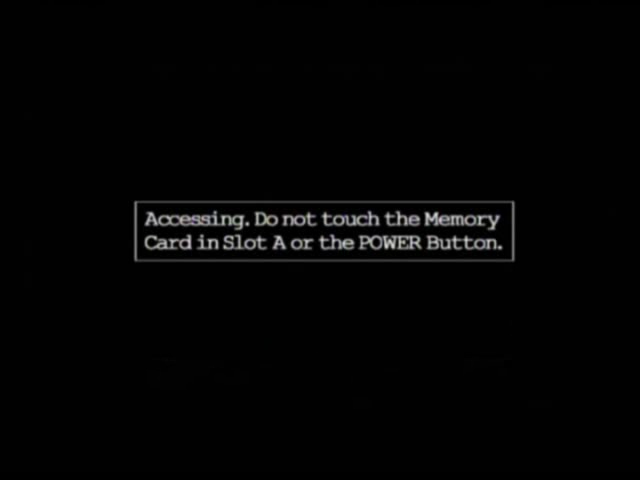 Accessing. Do not touch the Memory
Card in Slot A or the POWER Button.